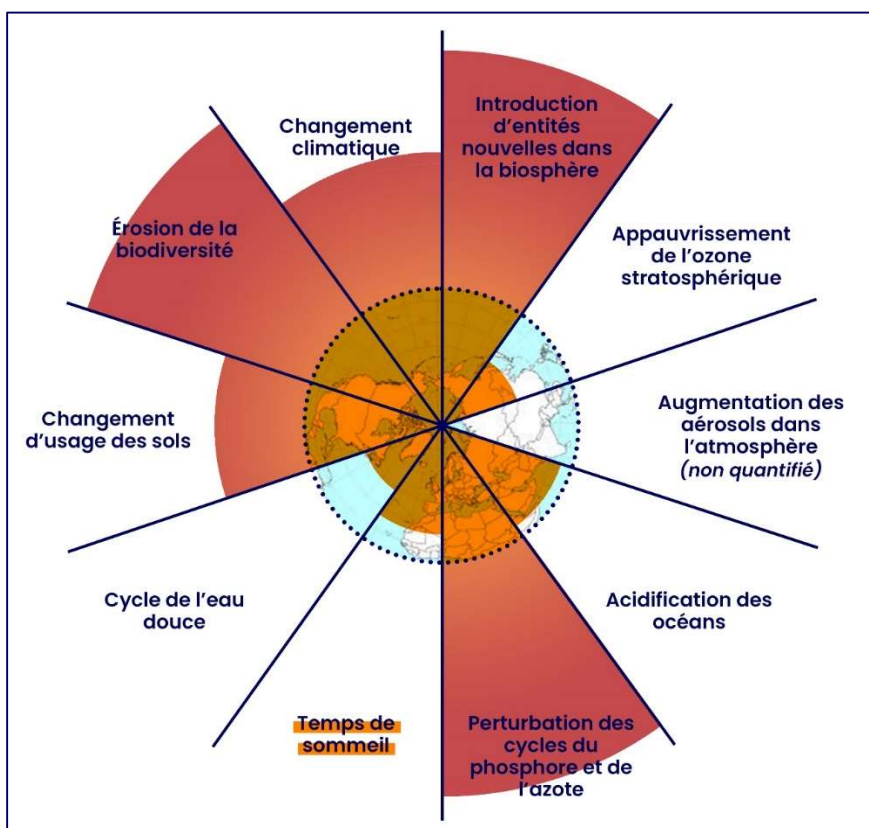 Introduction
d’entités
nouvelles dans
la biosphère
Changement
climatique
Érosion de la
biodiversité
Appauvrissement
de l’ozone
stratosphérique
Changement
d’usage des sols
Augmentation des
aérosols dans
l’atmosphère
(non quantifié)
Cycle de l’eau
douce
Acidification des
océans
Temps de
sommeil
Perturbation des
cycles du
phosphore et de
l’azote